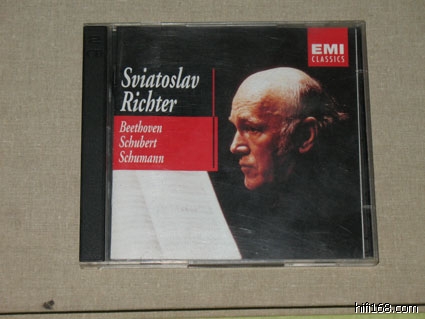 EMI
CLASSICS
Sviatoslav
Richter
Beethoven
Schubert
Schumann
hifi168.com